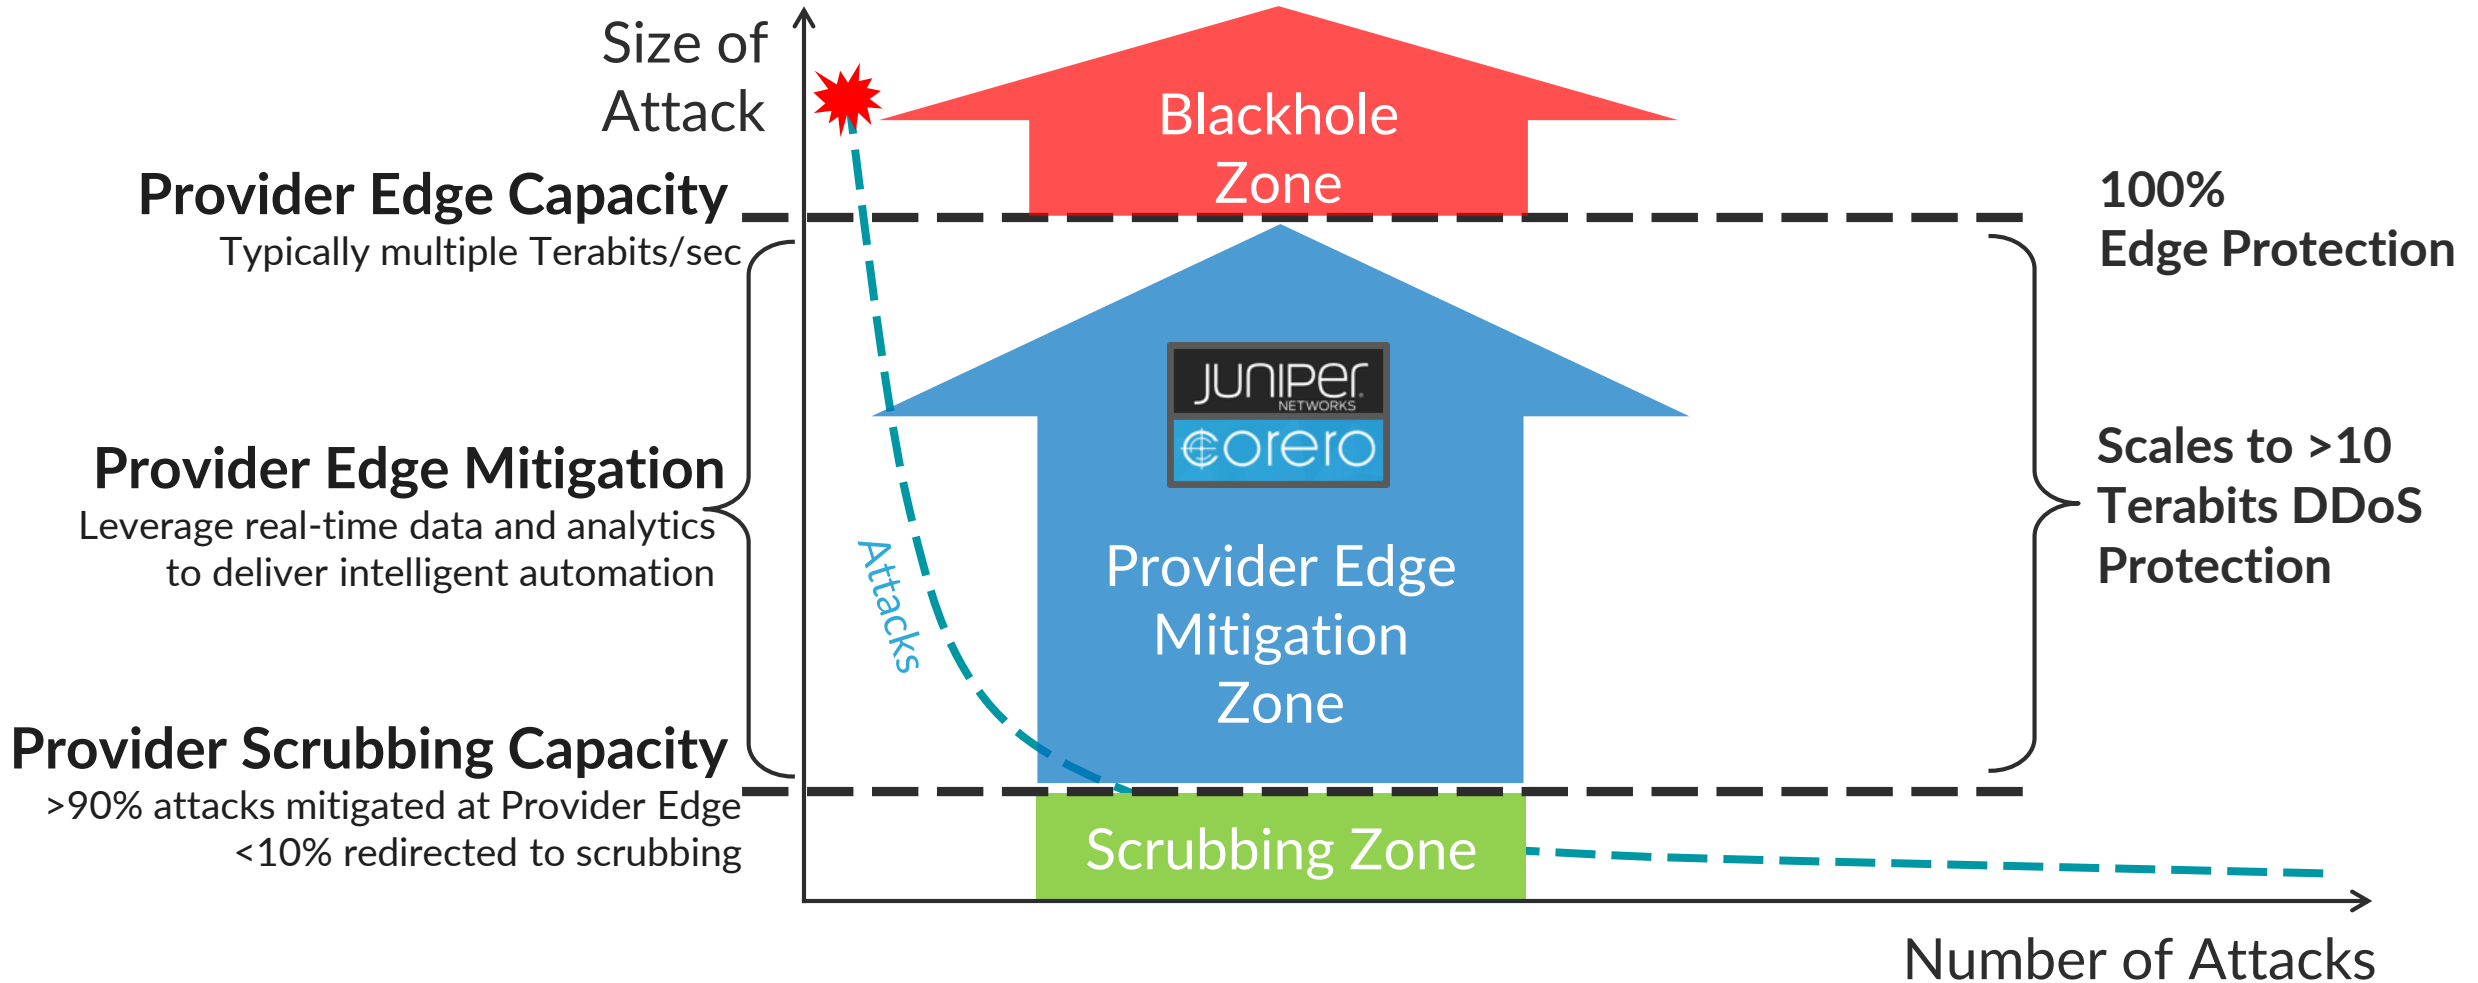 Size of
Attack
Provider Edge Capacity
Typically multiple Terabits/sec
Provider Edge Mitigation
Leverage real-time data and analytics
to deliver intelligent automation
Provider Scrubbing Capacity
>90% attacks mitigated at Provider Edge
<10% redirected to scrubbing
Attacks
Blackhole
Zone
JUNIPER
NETWORKS
corero
Provider Edge
Mitigation
Zone
Scrubbing Zone
100%
Edge Protection
Scales to >10
Terabits DDoS
Protection
Number of Attacks